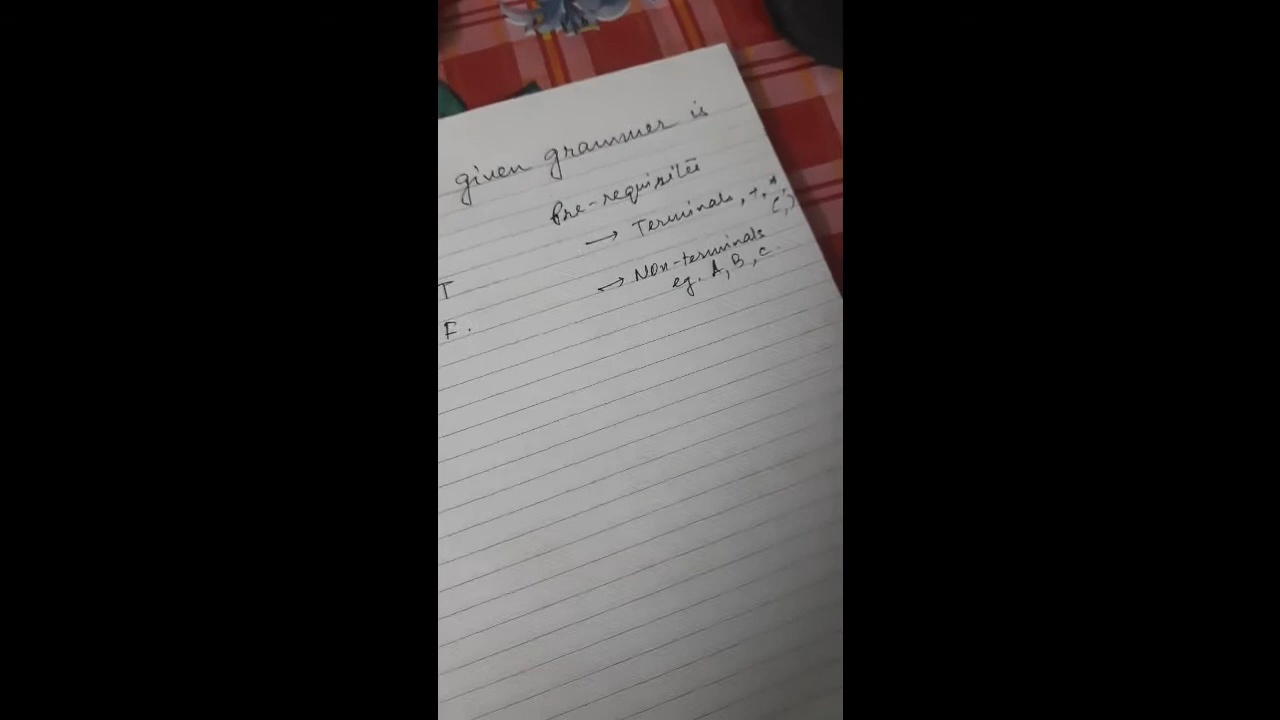 given grammer is
Pre-requisites
→ Terminals, +, *,
(, )
→ Non-terminals
eg. A, B, C.
T
F.